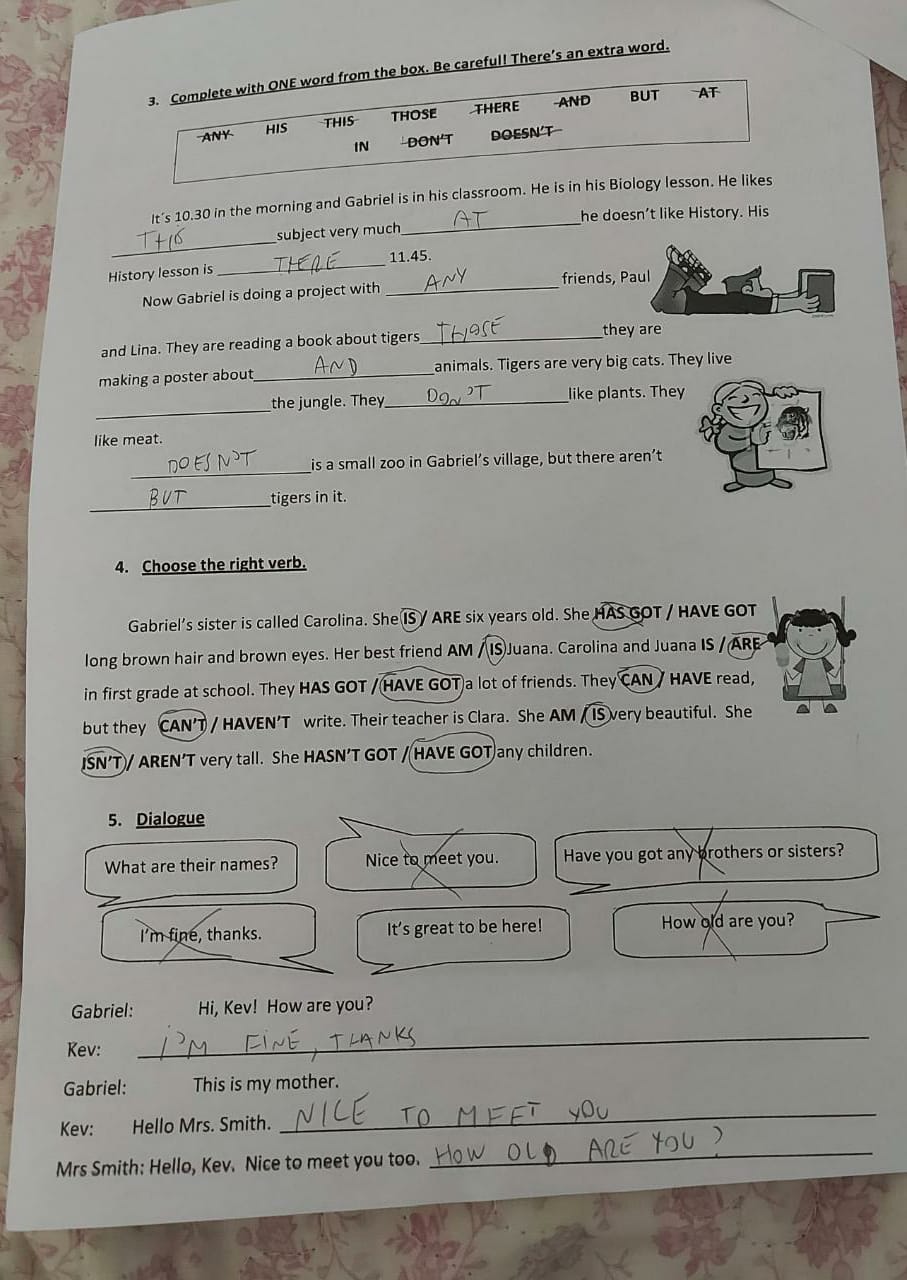 3. Complete with ONE word from the box. Be careful! There's an extra word.
ANY HIS THIS THOSE THERE AND BUT AT
IN DON'T DOESN'T
It´s 10.30 in the morning and Gabriel is in his classroom. He is in his Biology lesson. He likes
THIS subject very much AT he doesn't like History. His
History lesson is THERE 11.45.
Now Gabriel is doing a project with ANY friends, Paul
and Lina. They are reading a book about tigers THOSE they are
making a poster about AND animals. Tigers are very big cats. They live
the jungle. They DON'T like plants. They
like meat.
DOESN'T is a small zoo in Gabriel's village, but there aren't
BUT tigers in it.
4. Choose the right verb.
Gabriel's sister is called Carolina. She IS / ARE six years old. She HAS GOT / HAVE GOT
long brown hair and brown eyes. Her best friend AM / IS Juana. Carolina and Juana IS / ARE
in first grade at school. They HAS GOT / HAVE GOT a lot of friends. They CAN / HAVE read,
but they CAN'T / HAVEN'T write. Their teacher is Clara. She AM / IS very beautiful. She
ISN'T / AREN'T very tall. She HASN'T GOT / HAVE GOT any children.
5. Dialogue
What are their names? Nice to meet you. Have you got any brothers or sisters?
I'm fine, thanks. It's great to be here! How old are you?
Gabriel: Hi, Kev! How are you?
Kev: I'M FINE, TLANKS
Gabriel: This is my mother.
Kev: Hello Mrs. Smith. NICE TO MEET YOU
Mrs Smith: Hello, Kev. Nice to meet you too. HOW OLD ARE YOU?